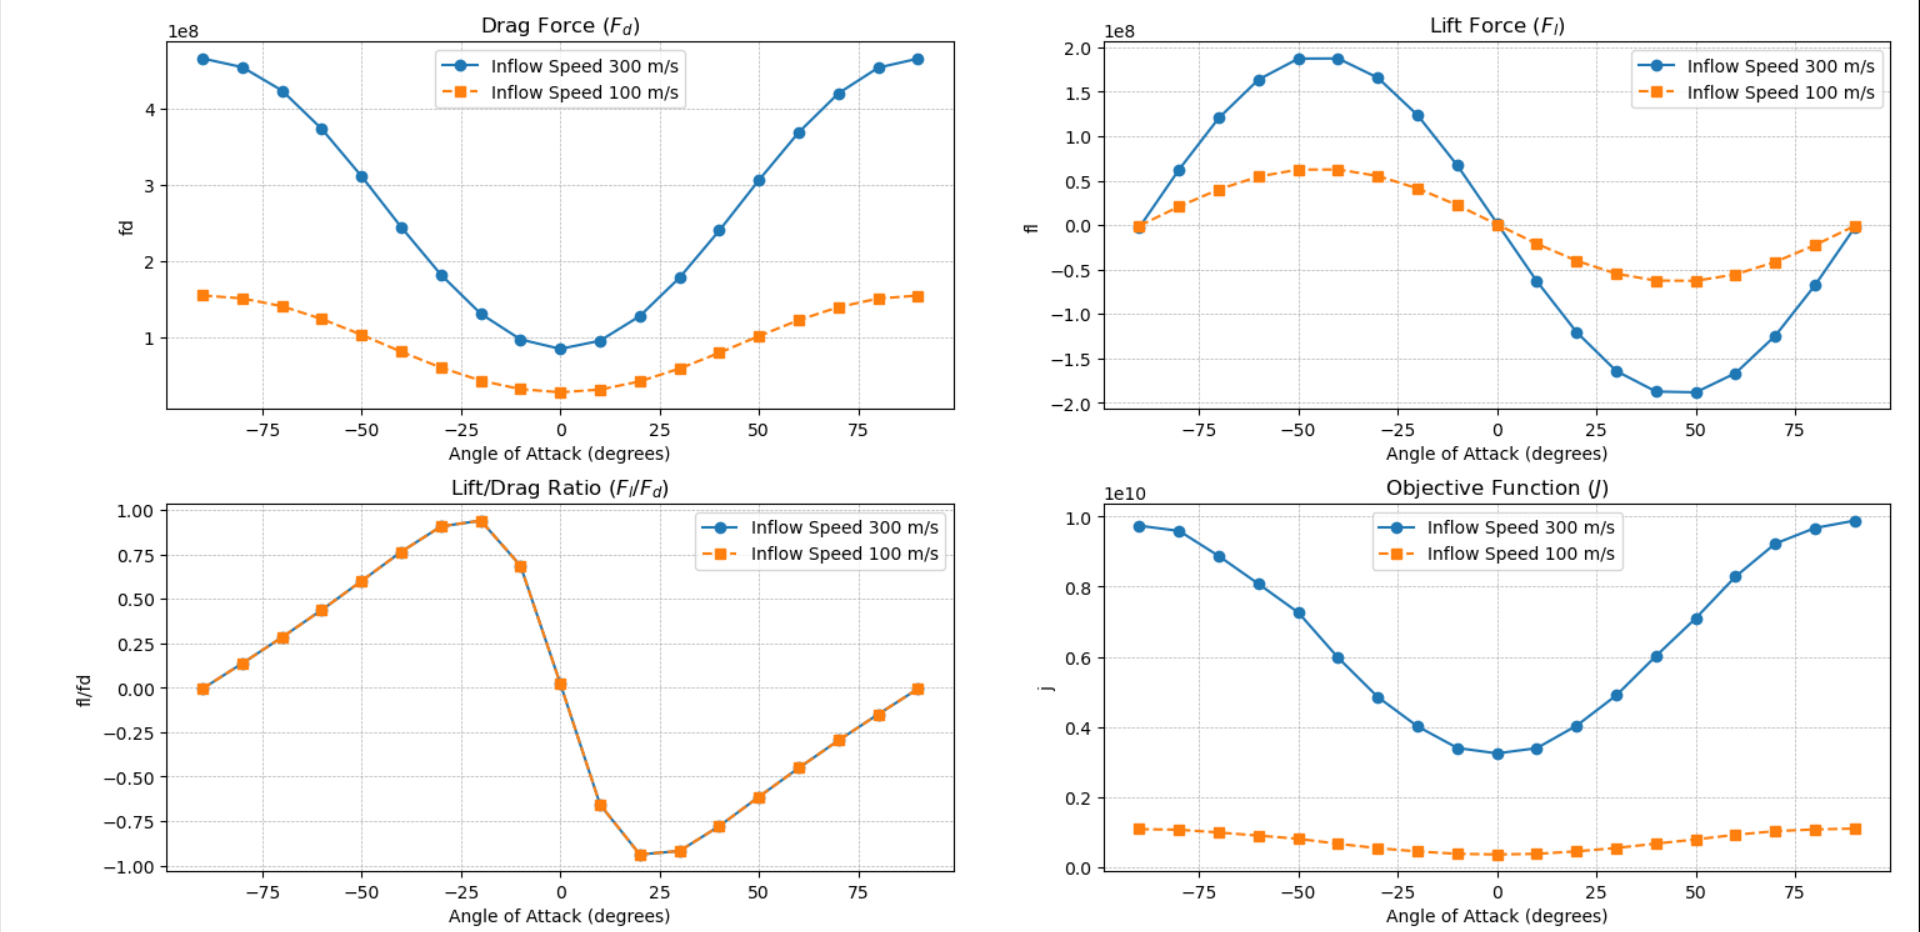 Drag Force (F_d)
1e8
Inflow Speed 300 m/s
Inflow Speed 100 m/s
4
3
2
1
fd
−75 −50 −25 0 25 50 75
Angle of Attack (degrees)
Lift Force (F_l)
1e8
Inflow Speed 300 m/s
Inflow Speed 100 m/s
2.0
1.5
1.0
0.5
0.0
−0.5
−1.0
−1.5
−2.0
fl
−75 −50 −25 0 25 50 75
Angle of Attack (degrees)
Lift/Drag Ratio (F_l/F_d)
Inflow Speed 300 m/s
Inflow Speed 100 m/s
1.00
0.75
0.50
0.25
0.00
−0.25
−0.50
−0.75
−1.00
fl/fd
−75 −50 −25 0 25 50 75
Angle of Attack (degrees)
Objective Function (J)
1e10
Inflow Speed 300 m/s
Inflow Speed 100 m/s
1.0
0.8
0.6
0.4
0.2
0.0
j
−75 −50 −25 0 25 50 75
Angle of Attack (degrees)